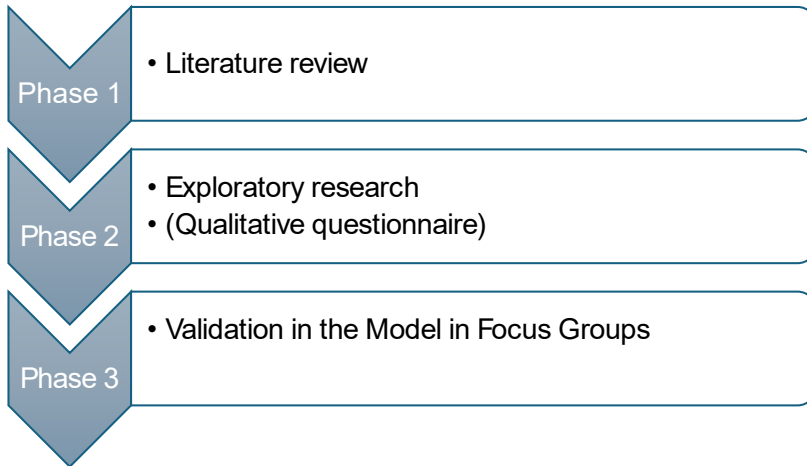 Phase 1
• Literature review
Phase 2
• Exploratory research
• (Qualitative questionnaire)
Phase 3
• Validation in the Model in Focus Groups